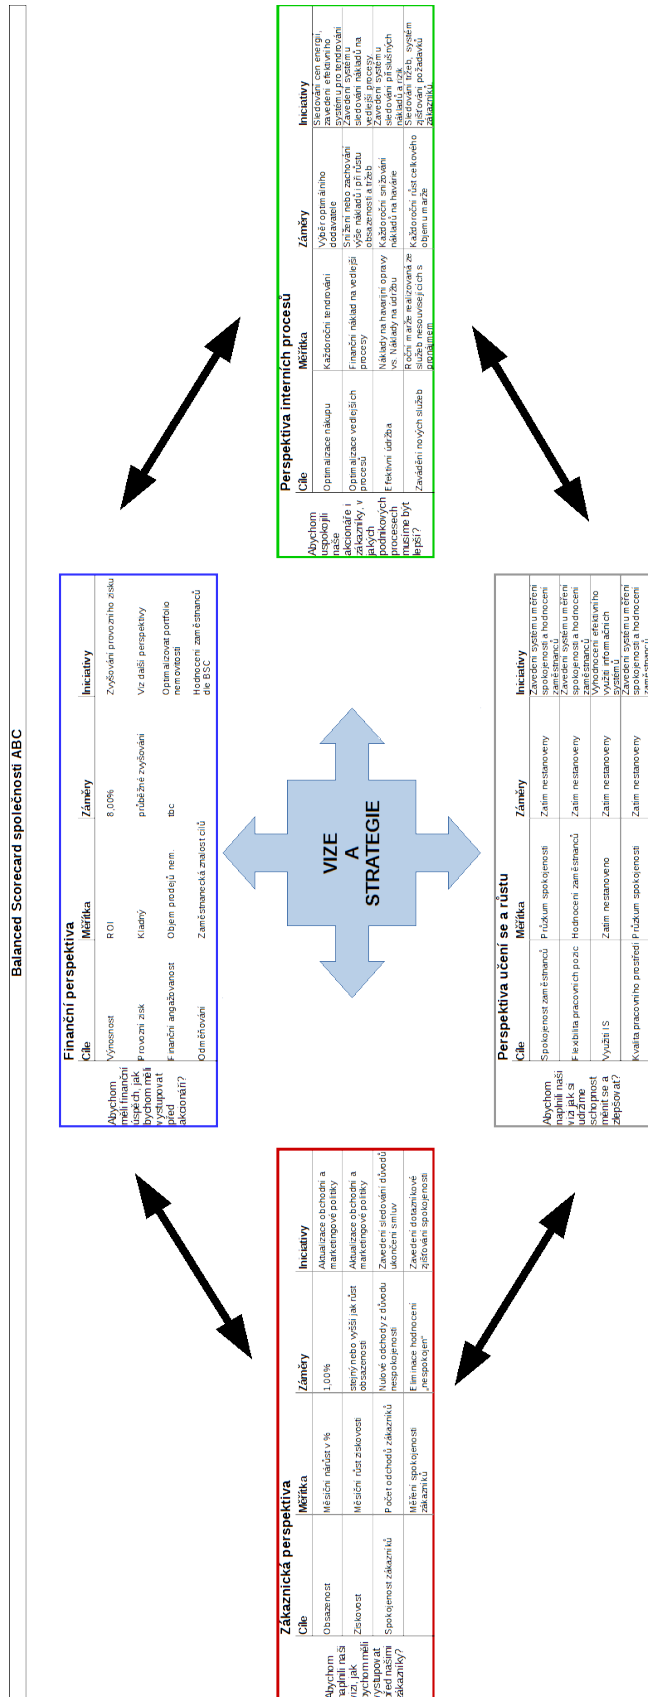 Balanced Scorecard společnosti ABC
Finanční perspektiva
Abychom
měli finanční
úspěch, jak
bychom měli
vystupovat
před
akcionáři?
Cíle Měřítka Záměry Iniciativy
Výnosnost ROI 8,00% Zvyšování provozního zisku
Provozní zisk Kladný průběžné zvyšování Viz další perspektivy
Finanční angažovanost Objem prodejů nem. tbc Optimalizovat portfolio
nemovitostí
Odměňování Zaměstnanecká znalost cílů Hodnocení zaměstnanců
dle BSC
Zákaznická perspektiva
Abychom
naplnili naši
vizi, jak
bychom měli
vystupovat
před našimi
zákazníky?
Cíle Měřítka Záměry Iniciativy
Obsazenost Měsíční nárůst v % 1,00% Aktualizace obchodní a
marketingové politiky
Ziskovost Měsíční růst ziskovosti stejný nebo vyšší jak růst
obsazenosti
Aktualizace obchodní a
marketingové politiky
Spokojenost zákazníků Počet odchodů zákazníků Nulové odchody z důvodu
nespokojenosti
Zavedení sledování důvodů
ukončení smluv
Měření spokojenosti
zákazníků
Eliminace hodnocení
„nespokojen“
Zavedení dotazníkové
zjišťování spokojenosti
VIZE
A
STRATEGIE
Perspektiva interních procesů
Abychom
uspokojili
naše
akcionáře i
zákazníky, v
jakých
podnikových
procesech
musíme být
lepší?
Cíle Měřítka Záměry Iniciativy
Optimalizace nákupu Každoroční tendrování Výběr optimálního
dodavatele
Sledování cen energií,
zavedení efektivního
systému pro tendrování
Optimalizace vedlejších
procesů
Finanční náklad na vedlejší
procesy
Snížení nebo zachování
výše nákladů i při růstu
obsazenosti a tržeb
Zavedení systému
sledování nákladů na
vedlejší procesy.
Efektivní údržba Náklady na havarijní opravy
vs. Náklady na údržbu
Každoroční snižování
nákladů na havárie
Zavedení systému
sledování příslušných
nákladů a rizik
Zavádění nových služeb Roční marže realizovaná ze
služeb nesouvisejících s
pronájmem
Každoroční růst celkového
objemu marže
Sledování tržeb, systém
zjišťování požadavků
zákazníků
Perspektiva učení se a růstu
Abychom
naplnili naši
vizi jak si
udržíme
schopnost
měnit se a
zlepšovat?
Cíle Měřítka Záměry Iniciativy
Spokojenost zaměstnanců Průzkum spokojenosti Zatím nestanoveny Zavedení systému měření
spokojenosti a hodnocení
zaměstnanců
Flexibilita pracovních pozic Hodnocení zaměstnanců Zatím nestanoveny Zavedení systému měření
spokojenosti a hodnocení
zaměstnanců
Využití IS Zatím nestanoveno Zatím nestanoveny Vyhodnocení efektivního
využití informačních
systémů
Kvalita pracovního prostředí Průzkum spokojenosti Zatím nestanoveny Zavedení systému měření
spokojenosti a hodnocení
zaměstnanců